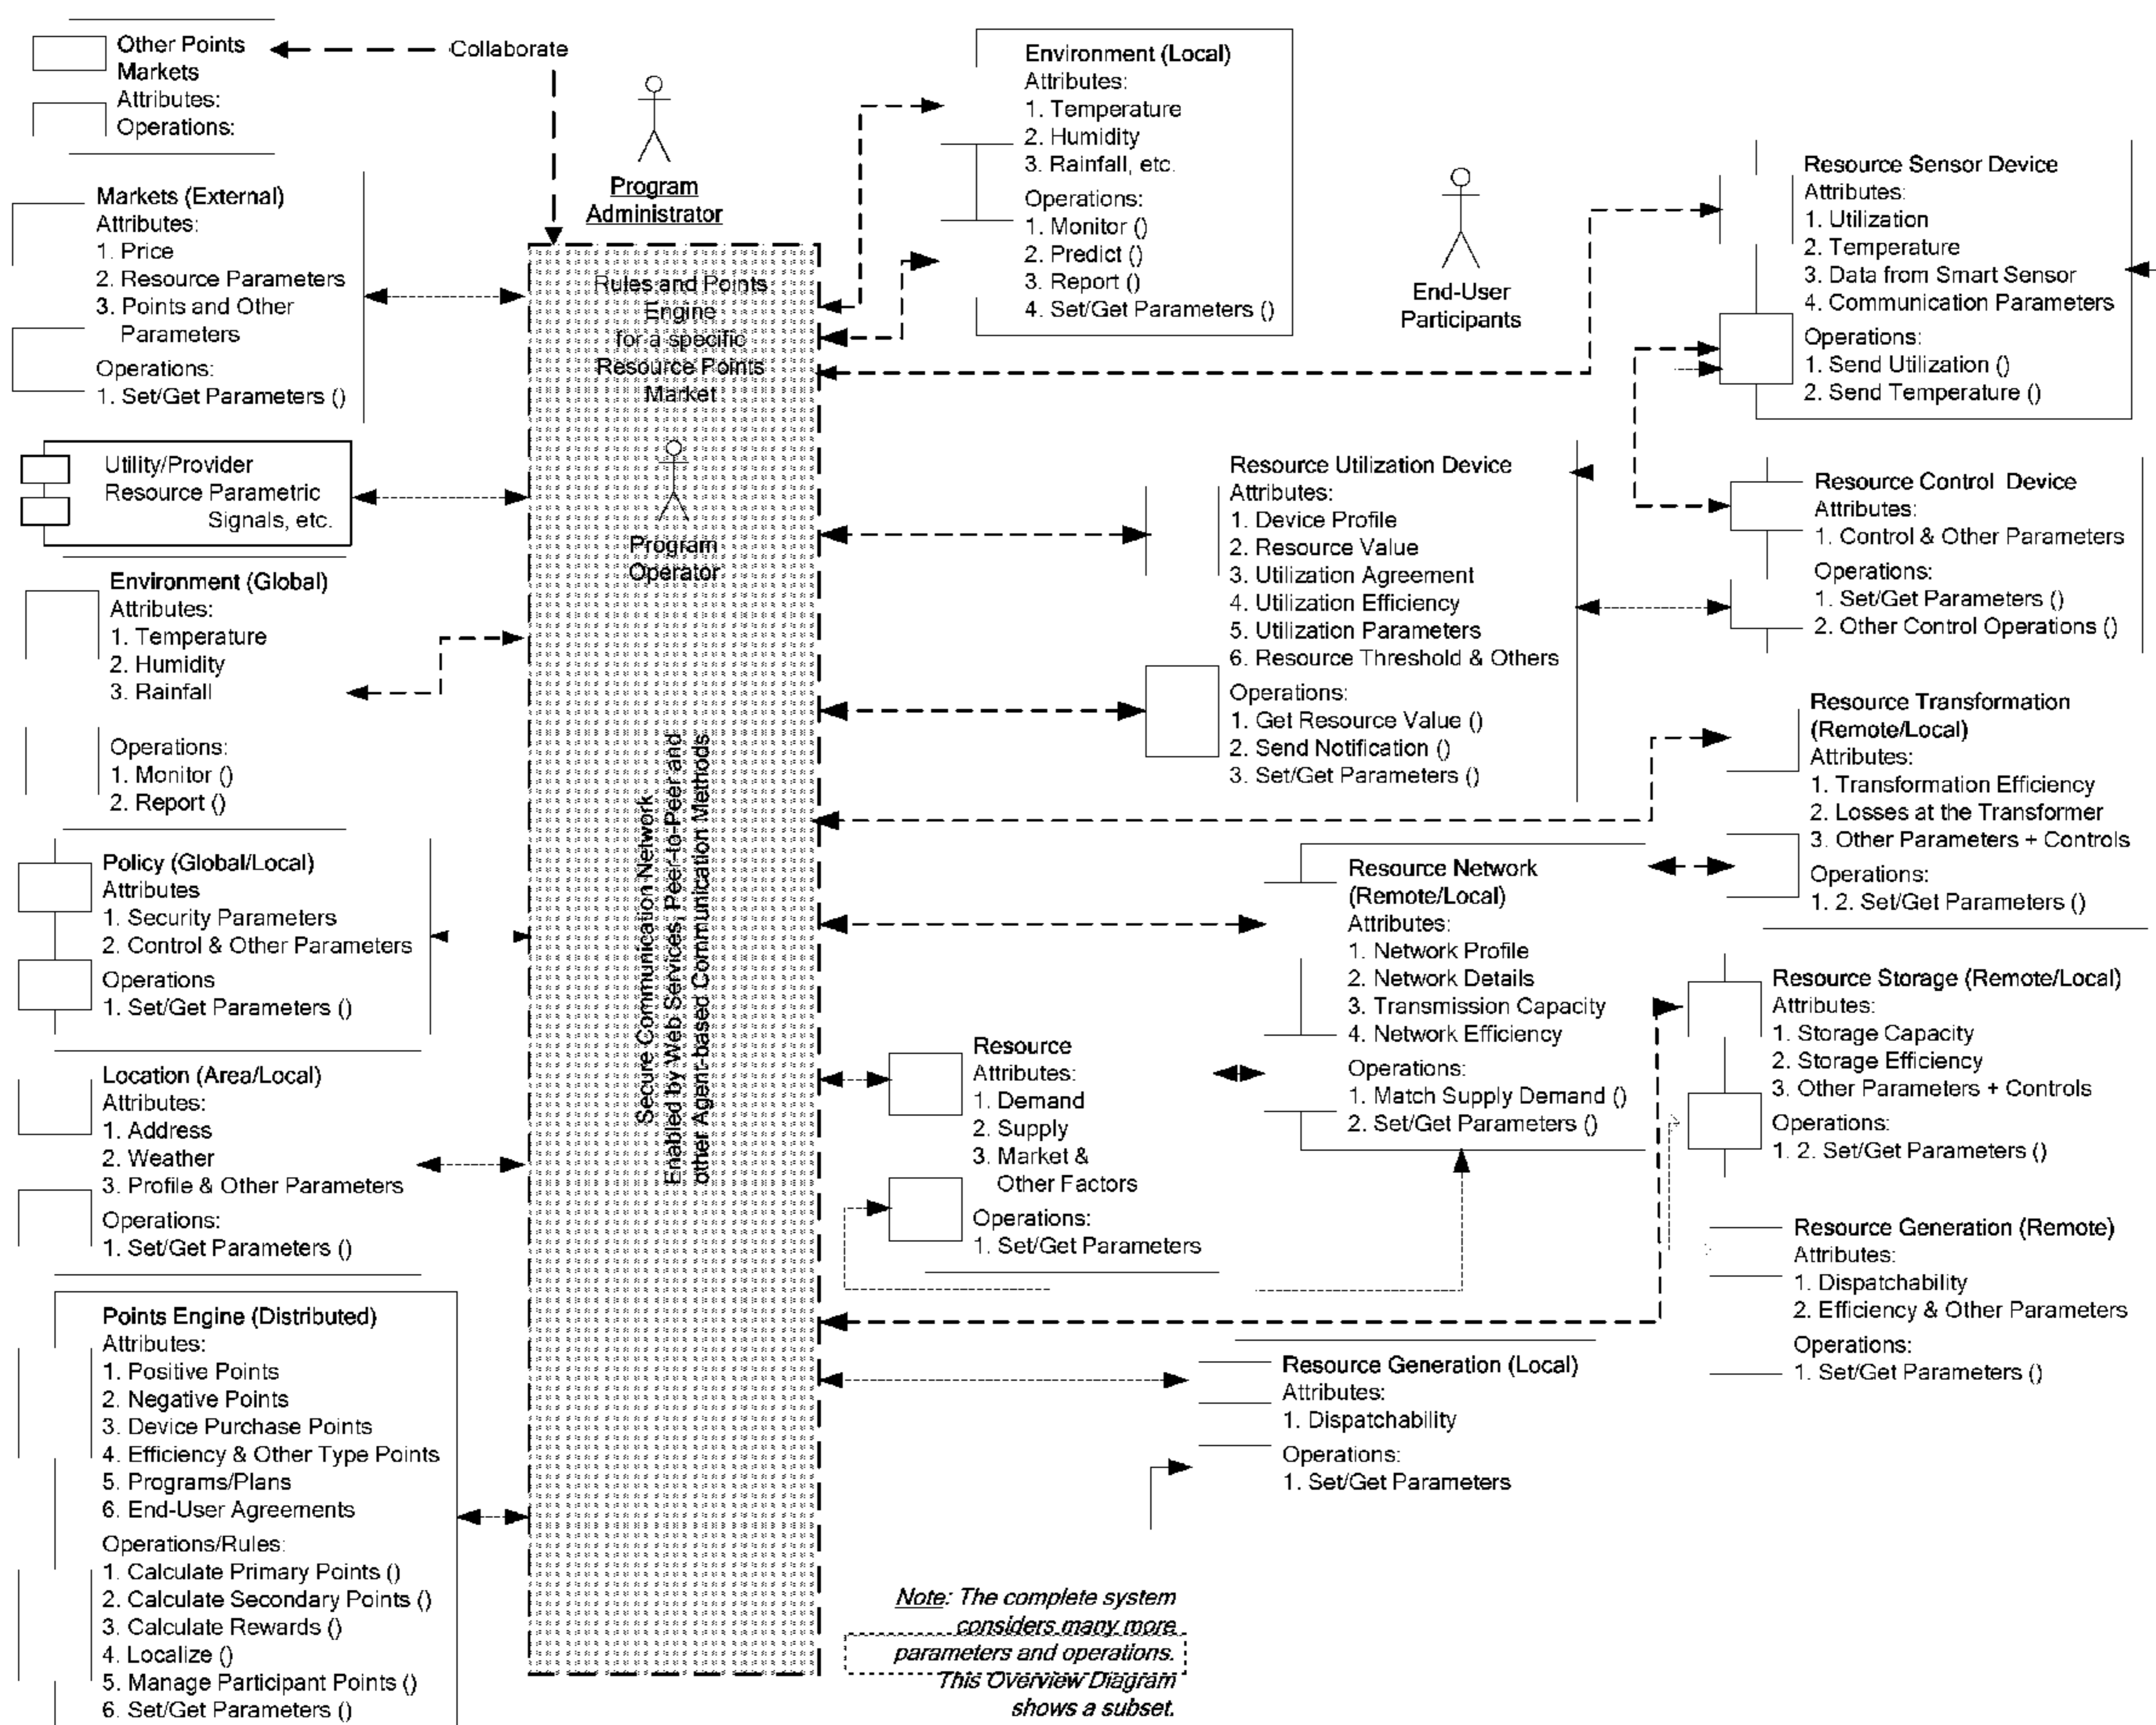 Other Points
Markets
Attributes:
Operations:
Collaborate
Program
Administrator
Markets (External)
Attributes:
1. Price
2. Resource Parameters
3. Points and Other
Parameters
Operations:
1. Set/Get Parameters ()
Utility/Provider
Resource Parametric
Signals, etc.
Environment (Global)
Attributes:
1. Temperature
2. Humidity
3. Rainfall
Operations:
1. Monitor ()
2. Report ()
Policy (Global/Local)
Attributes
1. Security Parameters
2. Control & Other Parameters
Operations
1. Set/Get Parameters ()
Location (Area/Local)
Attributes:
1. Address
2. Weather
3. Profile & Other Parameters
Operations:
1. Set/Get Parameters ()
Points Engine (Distributed)
Attributes:
1. Positive Points
2. Negative Points
3. Device Purchase Points
4. Efficiency & Other Type Points
5. Programs/Plans
6. End-User Agreements
Operations/Rules:
1. Calculate Primary Points ()
2. Calculate Secondary Points ()
3. Calculate Rewards ()
4. Localize ()
5. Manage Participant Points ()
6. Set/Get Parameters ()
Rules and Points
Engine
for a specific
Resource Points
Market
Program
Operator
Secure Communication Network
Enabled by Web Services, Peer-to-Peer and
other Agent-based Communication Methods
Environment (Local)
Attributes:
1. Temperature
2. Humidity
3. Rainfall, etc.
Operations:
1. Monitor ()
2. Predict ()
3. Report ()
4. Set/Get Parameters ()
End-User
Participants
Resource Sensor Device
Attributes:
1. Utilization
2. Temperature
3. Data from Smart Sensor
4. Communication Parameters
Operations:
1. Send Utilization ()
2. Send Temperature ()
Resource Utilization Device
Attributes:
1. Device Profile
2. Resource Value
3. Utilization Agreement
4. Utilization Efficiency
5. Utilization Parameters
6. Resource Threshold & Others
Operations:
1. Get Resource Value ()
2. Send Notification ()
3. Set/Get Parameters ()
Resource Control Device
Attributes:
1. Control & Other Parameters
Operations:
1. Set/Get Parameters ()
2. Other Control Operations ()
Resource Transformation
(Remote/Local)
Attributes:
1. Transformation Efficiency
2. Losses at the Transformer
3. Other Parameters + Controls
Operations:
1. 2. Set/Get Parameters ()
Resource Network
(Remote/Local)
Attributes:
1. Network Profile
2. Network Details
3. Transmission Capacity
4. Network Efficiency
Operations:
1. Match Supply Demand ()
2. Set/Get Parameters ()
Resource
Attributes:
1. Demand
2. Supply
3. Market &
Other Factors
Operations:
1. Set/Get Parameters
Resource Storage (Remote/Local)
Attributes:
1. Storage Capacity
2. Storage Efficiency
3. Other Parameters + Controls
Operations:
1. 2. Set/Get Parameters ()
Resource Generation (Remote)
Attributes:
1. Dispatchability
2. Efficiency & Other Parameters
Operations:
1. Set/Get Parameters ()
Resource Generation (Local)
Attributes:
1. Dispatchability
Operations:
1. Set/Get Parameters
Note: The complete system
considers many more
parameters and operations.
This Overview Diagram
shows a subset.